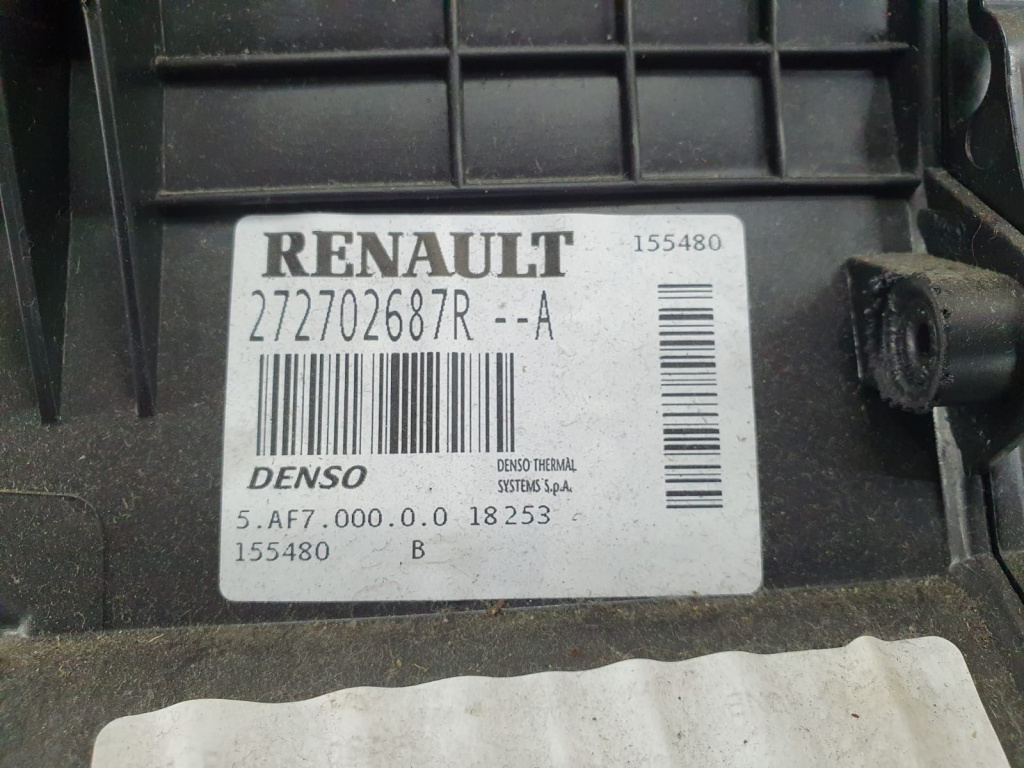 RENAULT 155480
272702687R --A
DENSO DENSO THERMAL
SYSTEMS S.p.A.
5.AF7.000.0.0 18253
155480 B